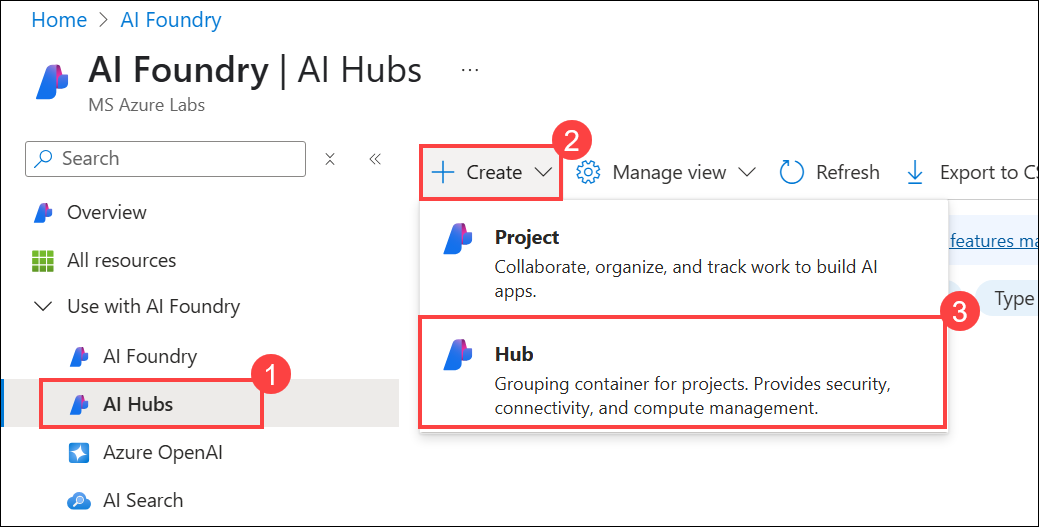 Home > AI Foundry
AI Foundry | AI Hubs ...
MS Azure Labs
Search
Overview
All resources
Use with AI Foundry
AI Foundry
1
AI Hubs
Azure OpenAI
AI Search
2
+ Create
Manage view
Refresh
Export to CS
Project
Collaborate, organize, and track work to build AI
apps.
features ma
Type
3
Hub
Grouping container for projects. Provides security,
connectivity, and compute management.